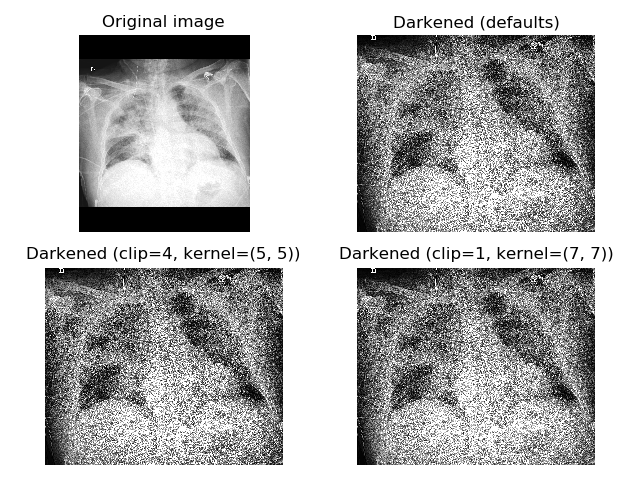 Original image
Darkened (defaults)
Darkened (clip=4, kernel=(5, 5))
Darkened (clip=1, kernel=(7, 7))